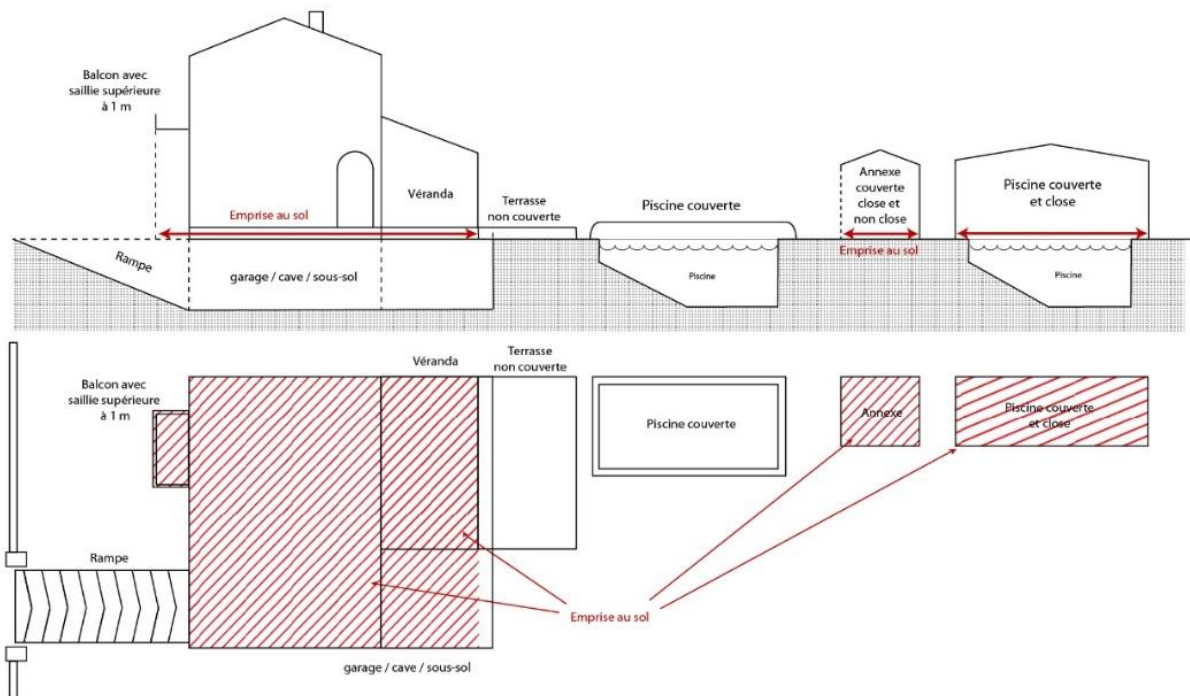 Balcon avec
saillie supérieure
à 1 m
Emprise au sol
Véranda
Terrasse
non couverte
Piscine couverte
Annexe
couverte
close et
non close
Piscine couverte
et close
Emprise au sol
Rampe
garage / cave / sous-sol
Piscine
Piscine
Balcon avec
saillie supérieure
à 1 m
Véranda
Terrasse
non couverte
Piscine couverte
Annexe
Piscine couverte
et close
Rampe
Emprise au sol
garage / cave / sous-sol